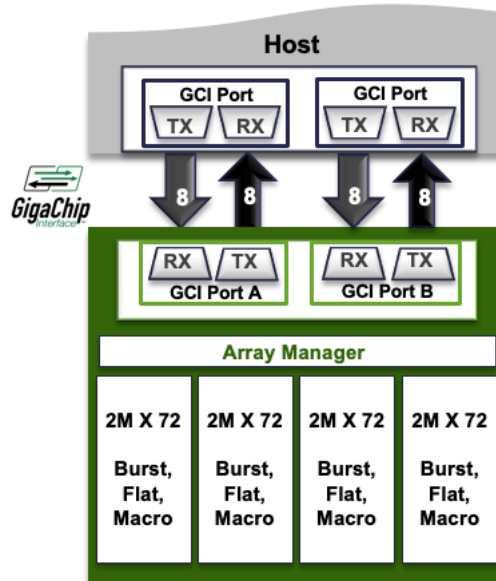 Host
GCI Port GCI Port
TX RX TX RX
8 8 8 8
GigaChip
Interface™
RX TX RX TX
GCI Port A GCI Port B
Array Manager
2M X 72 2M X 72 2M X 72 2M X 72
Burst, Burst, Burst, Burst,
Flat, Flat, Flat, Flat,
Macro Macro Macro Macro